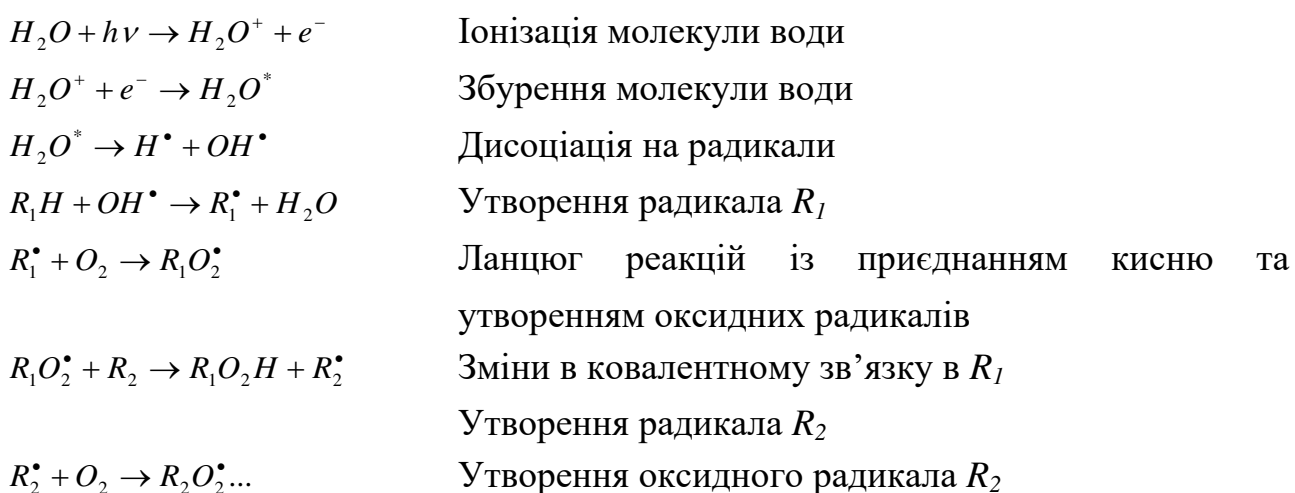 H₂O + hν → H₂O⁺ + e⁻ Іонізація молекули води
H₂O⁺ + e⁻ → H₂O* Збурення молекули води
H₂O* → H• + OH• Дисоціація на радикали
R₁H + OH• → R₁• + H₂O Утворення радикала R₁
R₁• + O₂ → R₁O₂• Ланцюг реакцій із приєднанням кисню та
утворенням оксидних радикалів
R₁O₂• + R₂ → R₁O₂H + R₂• Зміни в ковалентному зв’язку в R₁
Утворення радикала R₂
R₂• + O₂ → R₂O₂•... Утворення оксидного радикала R₂